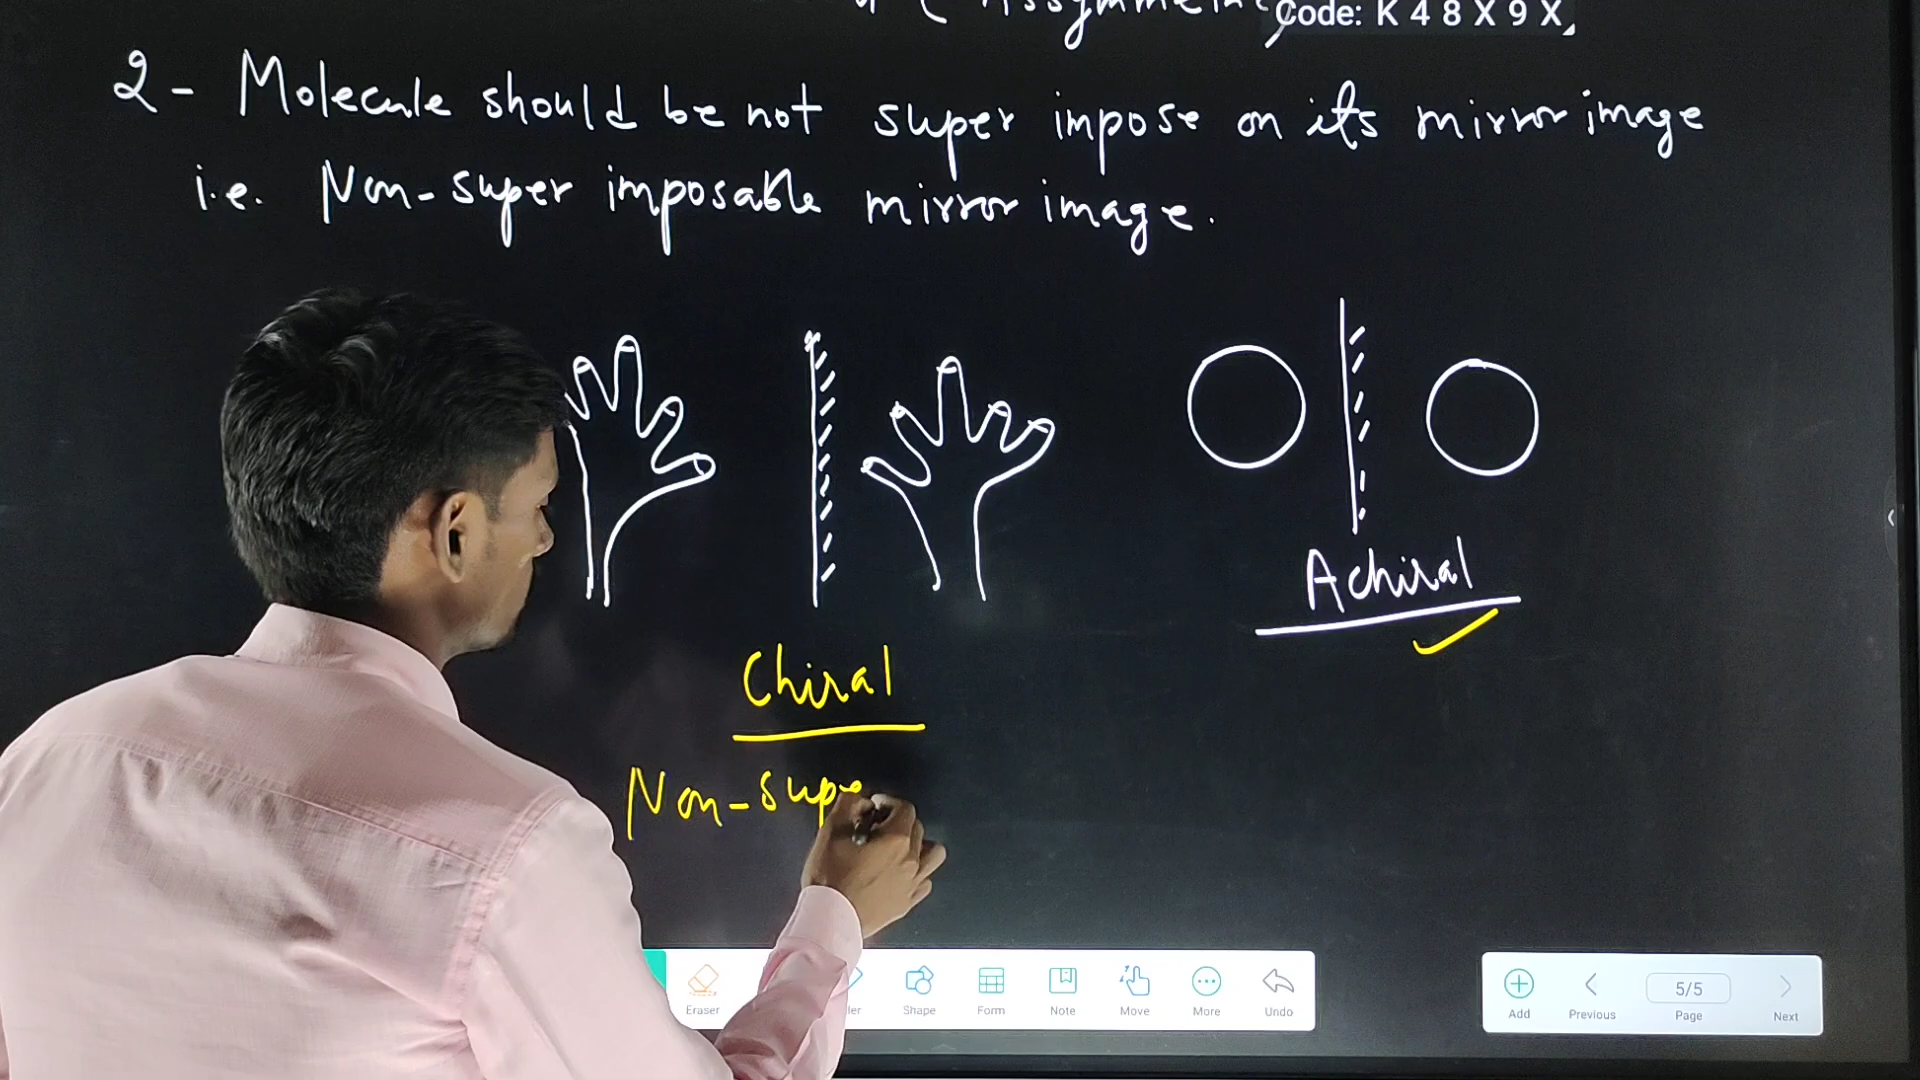 Code: K 4 8 X 9 X
2 - Molecule should be not super impose on its mirror image
i.e. Non-super imposable mirror image.
Achiral
Chiral
Non-supe
Eraser
Shape
Form
Note
Move
More
Undo
Add
Previous
5/5
Page
Next